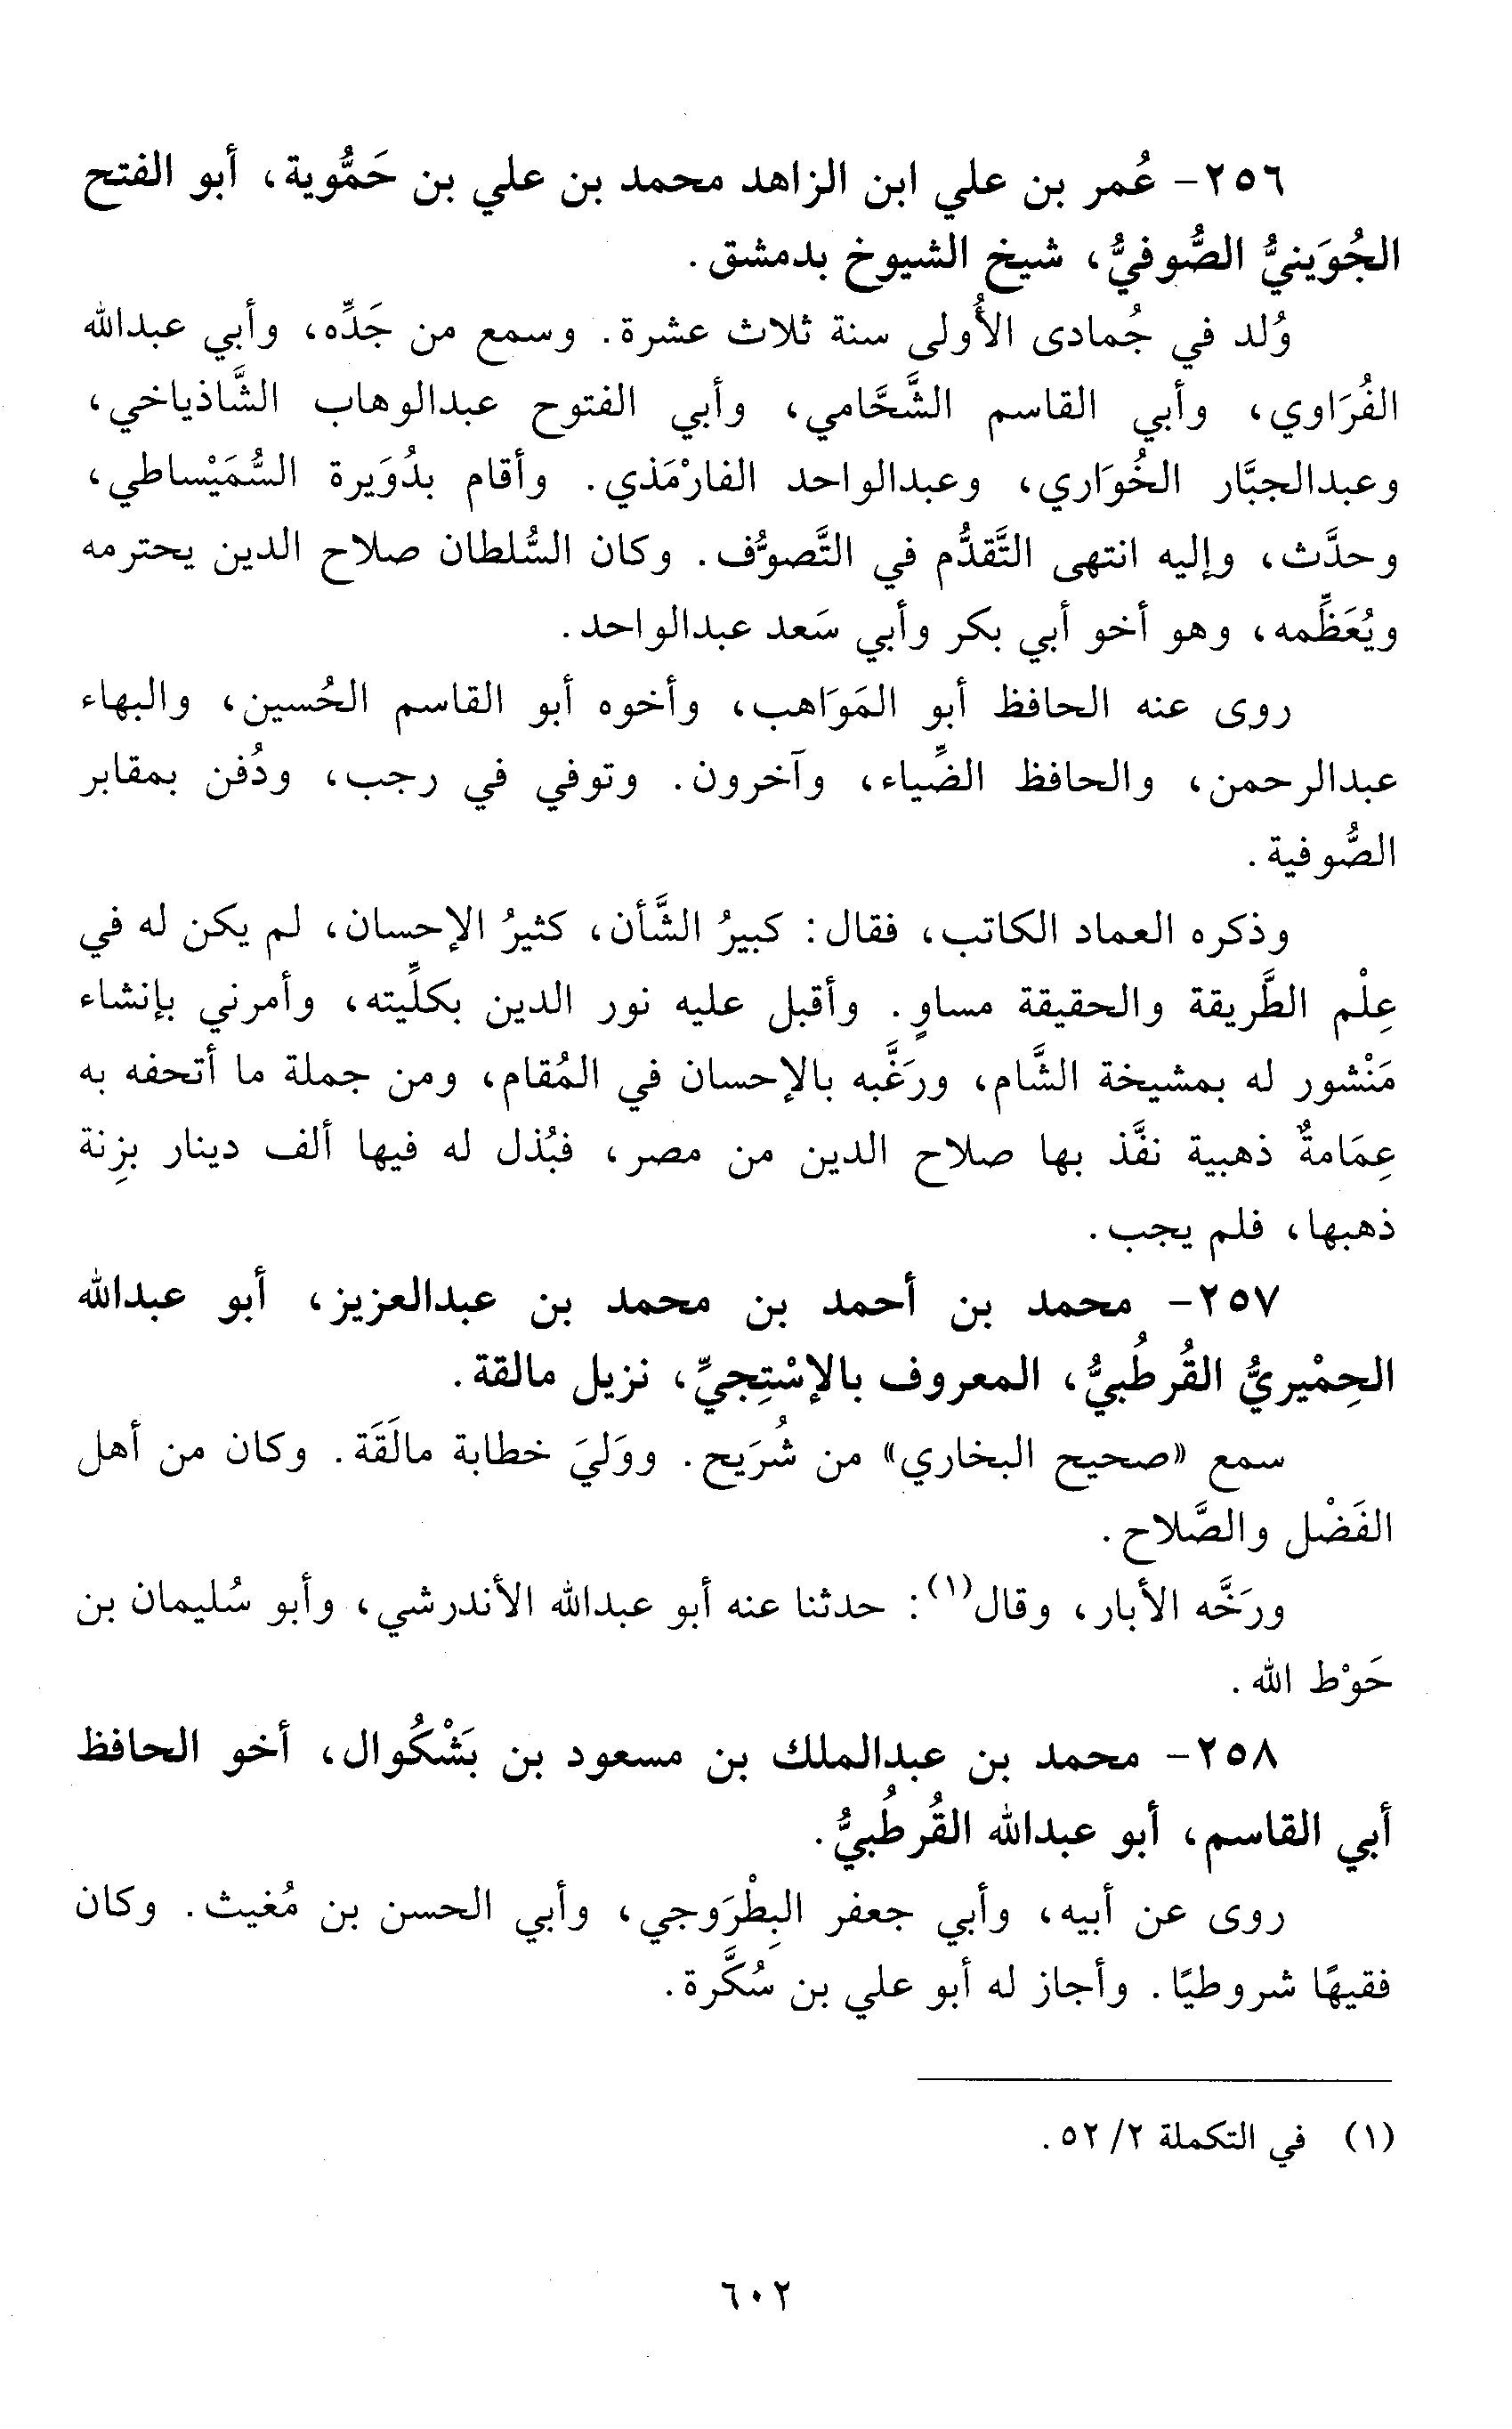 ٢٥٦- عُمر بن علي ابن الزاهد محمد بن علي بن حَمُّوية، أبو الفتح
الجُوَينيُّ الصُّوفيُّ، شيخ الشيوخ بدمشق.
وُلد في جُمادى الأُولى سنة ثلاث عشرة. وسمع من جَدِّه، وأبي عبدالله
الفُرَاوي، وأبي القاسم الشَّحَّامي، وأبي الفتوح عبدالوهاب الشَّاذياخي،
وعبدالجبَّار الخُوَاري، وعبدالواحد الفارْمَذي. وأقام بدُوَيرة السُّمَيْساطي،
وحدَّث، وإليه انتهى التَّقدُّم في التَّصوُّف. وكان السُّلطان صلاح الدين يحترمه
ويُعَظِّمه، وهو أخو أبي بكر وأبي سَعد عبدالواحد.
روى عنه الحافظ أبو المَوَاهب، وأخوه أبو القاسم الحُسين، والبهاء
عبدالرحمن، والحافظ الضِّياء، وآخرون. وتوفي في رجب، ودُفن بمقابر
الصُّوفية.
وذكره العماد الكاتب، فقال: كبيرُ الشَّأن، كثيرُ الإحسان، لم يكن له في
عِلْم الطَّريقة والحقيقة مساوٍ. وأقبل عليه نور الدين بكلِّيته، وأمرني بإنشاء
مَنْشور له بمشيخة الشَّام، ورَغَّبه بالإحسان في المُقام، ومن جملة ما أتحفه به
عِمَامةٌ ذهبية نفَّذ بها صلاح الدين من مصر، فبُذل له فيها ألف دينار بزِنة
ذهبها، فلم يجب.
٢٥٧- محمد بن أحمد بن محمد بن عبدالعزيز، أبو عبدالله
الحِمْيريُّ القُرطُبيُّ، المعروف بالإسْتِجيِّ، نزيل مالقة.
سمع «صحيح البخاري» من شُرَيح. ووَليَ خطابة مالَقَة. وكان من أهل
الفَضْل والصَّلاح.
ورَخَّه الأبار، وقال(١): حدثنا عنه أبو عبدالله الأندرشي، وأبو سُليمان بن
حَوْط الله.
٢٥٨- محمد بن عبدالملك بن مسعود بن بَشْكُوال، أخو الحافظ
أبي القاسم، أبو عبدالله القُرطُبيُّ.
روى عن أبيه، وأبي جعفر البِطْرَوجي، وأبي الحسن بن مُغيث. وكان
فقيهًا شروطيًا. وأجاز له أبو علي بن سُكَّرة.
(١) في التكملة ٢/ ٥٢.
٦٠٢